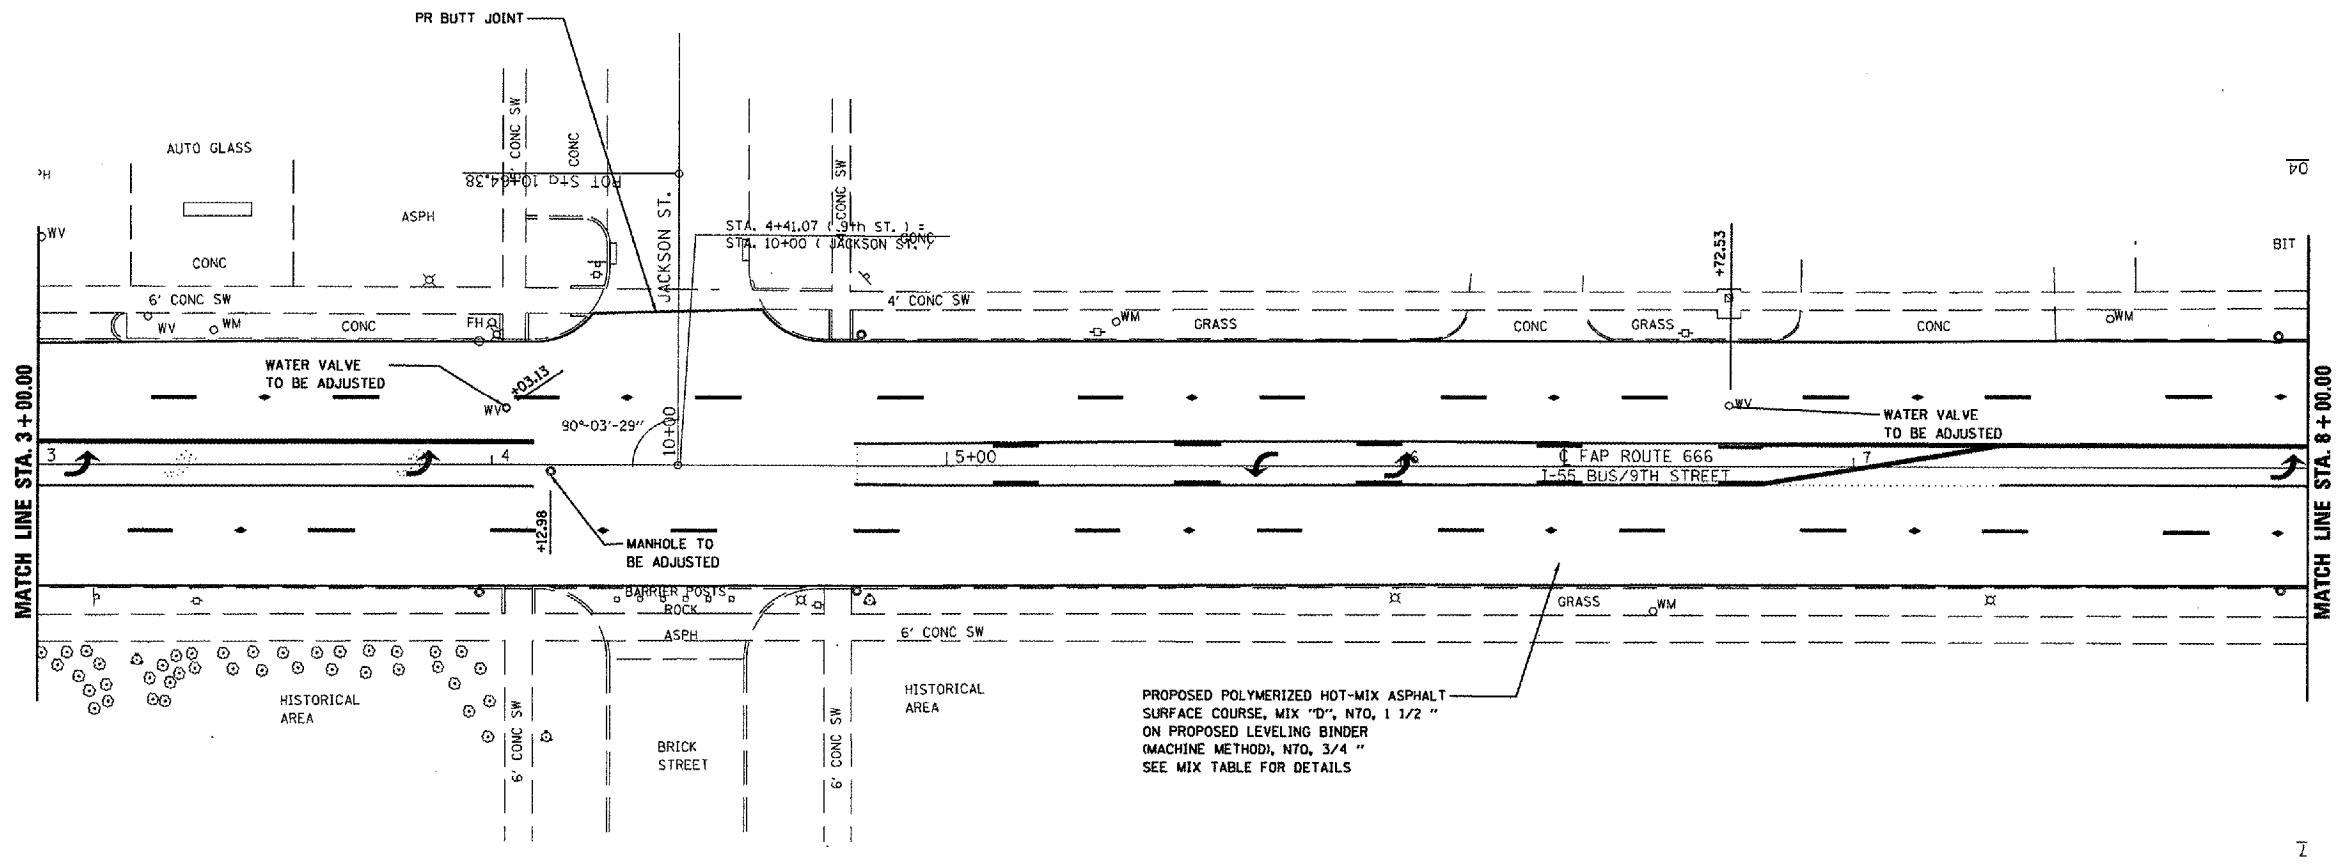 PR BUTT JOINT
AUTO GLASS
6' CONC SW
CONC
CONC SW
POT Sta 10+64.38
ASPH
JACKSON ST.
STA. 4+41.07 ( 9th ST. ) =
STA. 10+00 ( JACKSON ST. )
CONC
+72.53
04
BIT
WV
CONC
6' CONC SW
WV
WM
CONC
FH
4' CONC SW
WM
GRASS
CONC
GRASS
CONC
WM
WATER VALVE
TO BE ADJUSTED
+03.13
WV
90°-03'-29"
10+00
WV
WATER VALVE
TO BE ADJUSTED
MATCH LINE STA. 3+00.00
3
4
5+00
6
℄ FAP ROUTE 666
I-55 BUS/9TH STREET
7
MATCH LINE STA. 8+00.00
+12.98
MANHOLE TO
BE ADJUSTED
BARRIER POSTS
ROCK
ASPH
6' CONC SW
GRASS
WM
HISTORICAL
AREA
6' CONC SW
BRICK
STREET
6' CONC SW
HISTORICAL
AREA
PROPOSED POLYMERIZED HOT-MIX ASPHALT
SURFACE COURSE, MIX "D", N70, 1 1/2 "
ON PROPOSED LEVELING BINDER
(MACHINE METHOD), N70, 3/4 "
SEE MIX TABLE FOR DETAILS